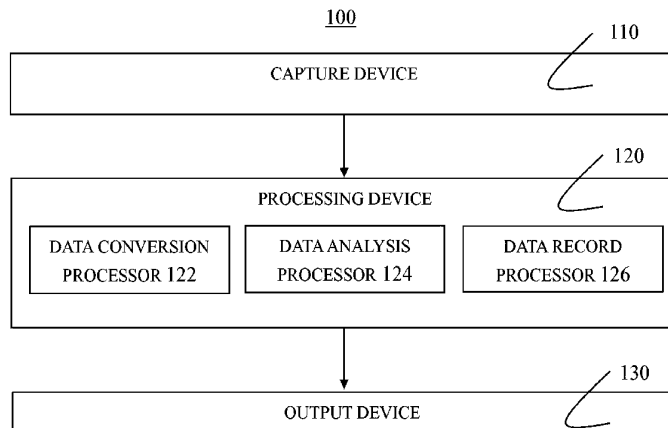 100
110
CAPTURE DEVICE
120
PROCESSING DEVICE
DATA CONVERSION
PROCESSOR 122
DATA ANALYSIS
PROCESSOR 124
DATA RECORD
PROCESSOR 126
130
OUTPUT DEVICE